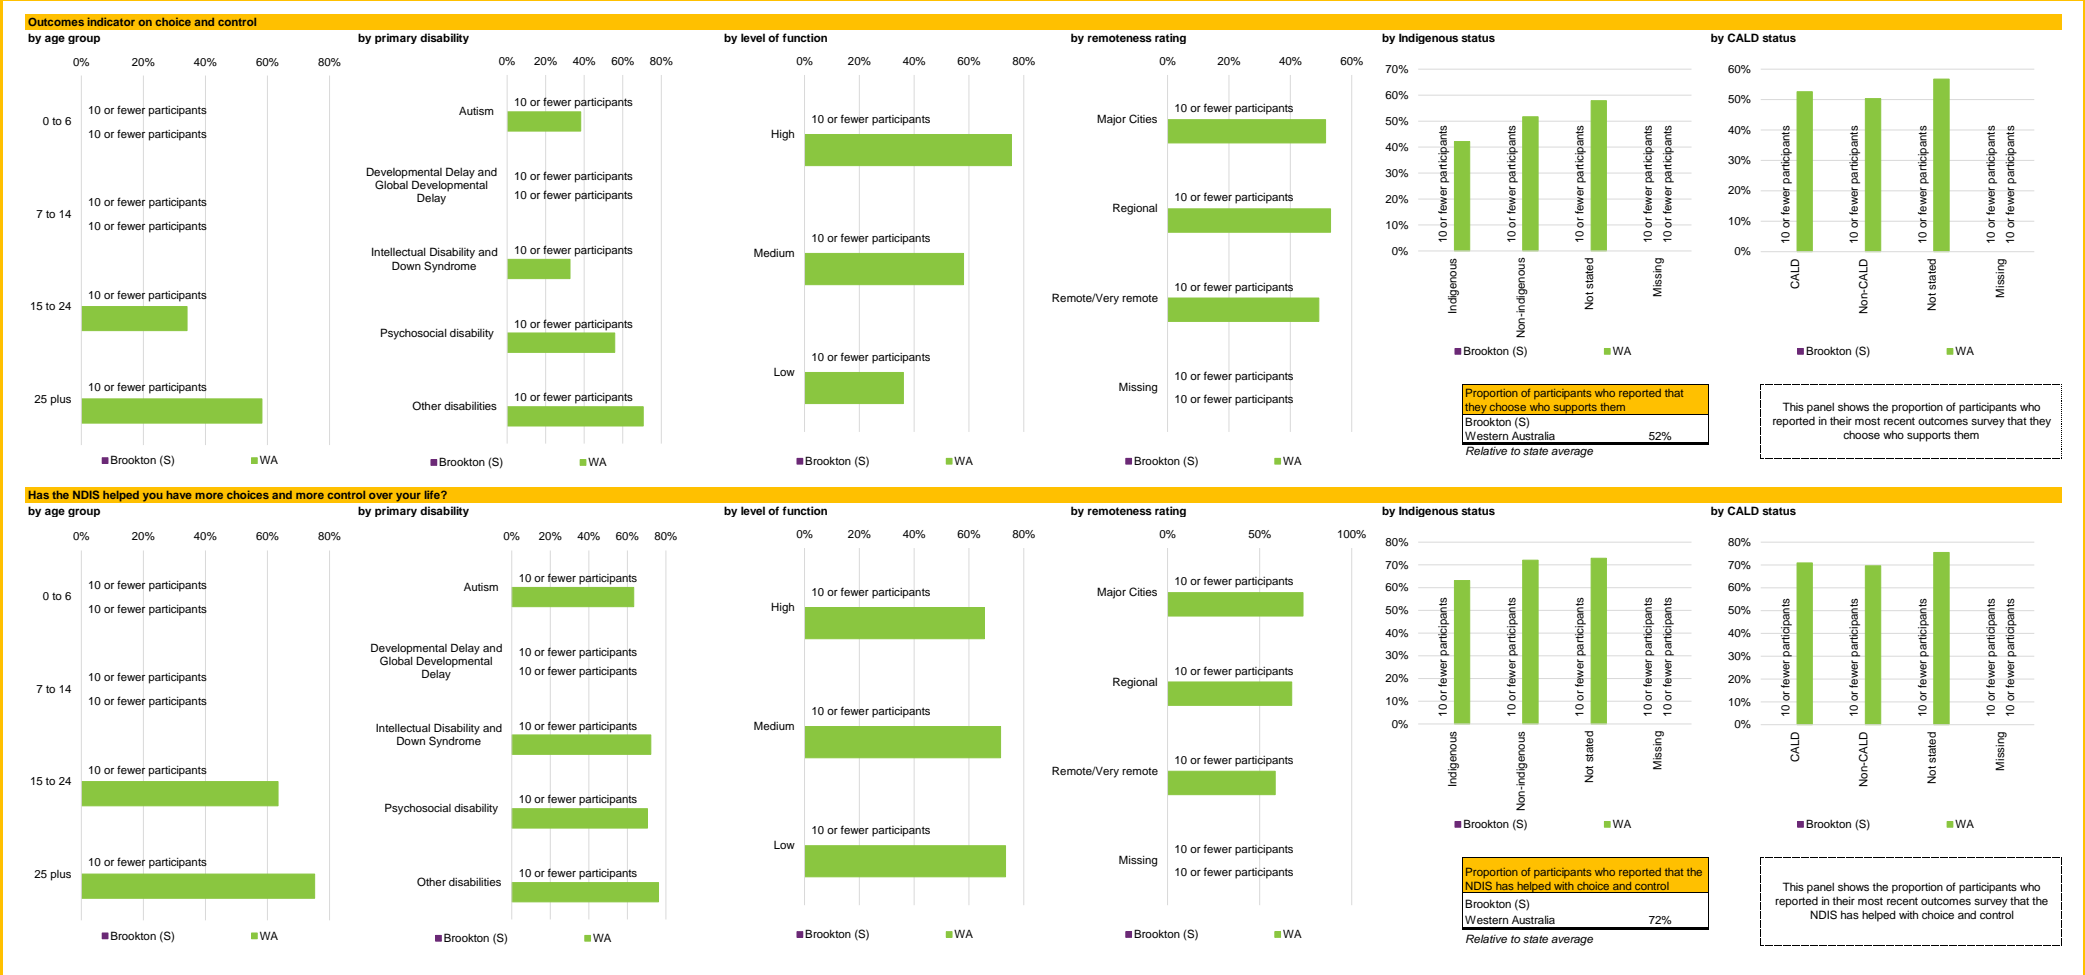 Outcomes indicator on choice and control
by age group
0% 20% 40% 60% 80%
0 to 6
10 or fewer participants
10 or fewer participants
7 to 14
10 or fewer participants
10 or fewer participants
15 to 24
10 or fewer participants
25 plus
10 or fewer participants
Brookton (S) WA
by primary disability
0% 20% 40% 60% 80%
Autism
10 or fewer participants
Developmental Delay and
Global Developmental
Delay
10 or fewer participants
10 or fewer participants
Intellectual Disability and
Down Syndrome
10 or fewer participants
Psychosocial disability
10 or fewer participants
Other disabilities
10 or fewer participants
Brookton (S) WA
by level of function
0% 20% 40% 60% 80%
High
10 or fewer participants
Medium
10 or fewer participants
Low
10 or fewer participants
Brookton (S) WA
by remoteness rating
0% 20% 40% 60%
Major Cities
10 or fewer participants
Regional
10 or fewer participants
Remote/Very remote
10 or fewer participants
Missing
10 or fewer participants
10 or fewer participants
Brookton (S) WA
by Indigenous status
70%
60%
50%
40%
30%
20%
10%
0%
10 or fewer participants
10 or fewer participants
10 or fewer participants
10 or fewer participants
10 or fewer participants
Indigenous
Non-indigenous
Not stated
Missing
Brookton (S) WA
Proportion of participants who reported that
they choose who supports them
Brookton (S)
Western Australia 52%
Relative to state average
by CALD status
60%
50%
40%
30%
20%
10%
0%
10 or fewer participants
10 or fewer participants
10 or fewer participants
10 or fewer participants
10 or fewer participants
CALD
Non-CALD
Not stated
Missing
Brookton (S) WA
This panel shows the proportion of participants who
reported in their most recent outcomes survey that they
choose who supports them
Has the NDIS helped you have more choices and more control over your life?
by age group
0% 20% 40% 60% 80%
0 to 6
10 or fewer participants
10 or fewer participants
7 to 14
10 or fewer participants
10 or fewer participants
15 to 24
10 or fewer participants
25 plus
10 or fewer participants
Brookton (S) WA
by primary disability
0% 20% 40% 60% 80%
Autism
10 or fewer participants
Developmental Delay and
Global Developmental
Delay
10 or fewer participants
10 or fewer participants
Intellectual Disability and
Down Syndrome
10 or fewer participants
Psychosocial disability
10 or fewer participants
Other disabilities
10 or fewer participants
Brookton (S) WA
by level of function
0% 20% 40% 60% 80%
High
10 or fewer participants
Medium
10 or fewer participants
Low
10 or fewer participants
Brookton (S) WA
by remoteness rating
0% 50% 100%
Major Cities
10 or fewer participants
Regional
10 or fewer participants
Remote/Very remote
10 or fewer participants
Missing
10 or fewer participants
10 or fewer participants
Brookton (S) WA
by Indigenous status
80%
70%
60%
50%
40%
30%
20%
10%
0%
10 or fewer participants
10 or fewer participants
10 or fewer participants
10 or fewer participants
10 or fewer participants
Indigenous
Non-indigenous
Not stated
Missing
Brookton (S) WA
Proportion of participants who reported that the
NDIS has helped with choice and control
Brookton (S)
Western Australia 72%
Relative to state average
by CALD status
80%
70%
60%
50%
40%
30%
20%
10%
0%
10 or fewer participants
10 or fewer participants
10 or fewer participants
10 or fewer participants
10 or fewer participants
CALD
Non-CALD
Not stated
Missing
Brookton (S) WA
This panel shows the proportion of participants who
reported in their most recent outcomes survey that the
NDIS has helped with choice and control